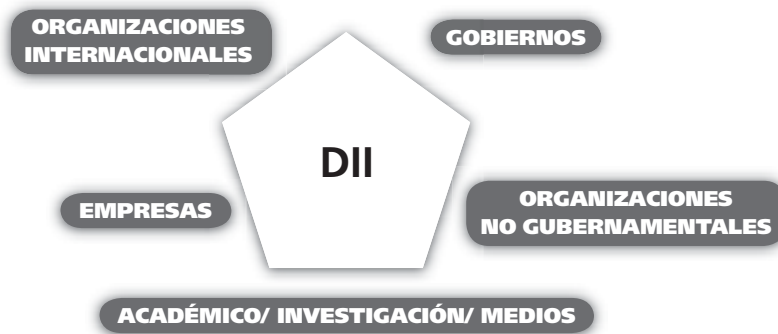 ORGANIZACIONES
INTERNACIONALES
GOBIERNOS
DII
EMPRESAS
ORGANIZACIONES
NO GUBERNAMENTALES
ACADÉMICO/ INVESTIGACIÓN/ MEDIOS